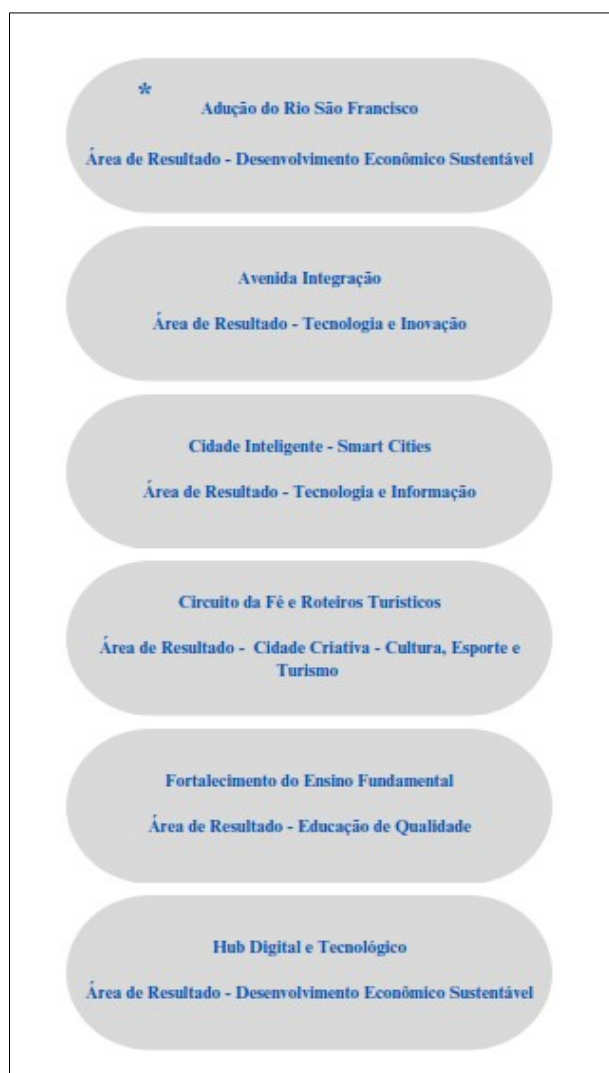 *
Adução do Rio São Francisco
Área de Resultado - Desenvolvimento Econômico Sustentável
Avenida Integração
Área de Resultado - Tecnologia e Inovação
Cidade Inteligente - Smart Cities
Área de Resultado - Tecnologia e Informação
Circuito da Fé e Roteiros Turísticos
Área de Resultado - Cidade Criativa - Cultura, Esporte e
Turismo
Fortalecimento do Ensino Fundamental
Área de Resultado - Educação de Qualidade
Hub Digital e Tecnológico
Área de Resultado - Desenvolvimento Econômico Sustentável